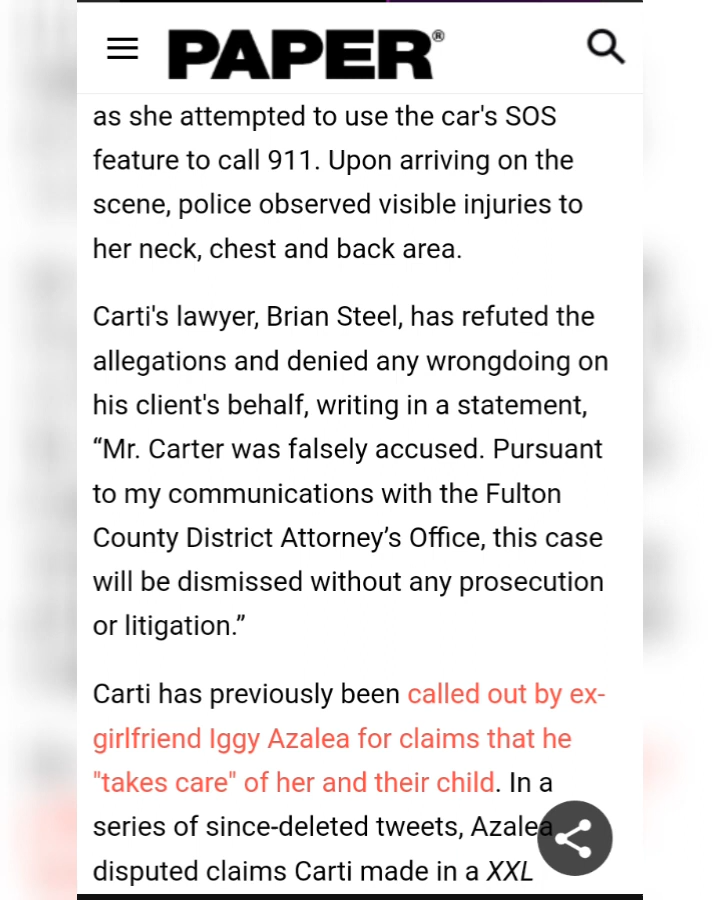 PAPER®
as she attempted to use the car's SOS
feature to call 911. Upon arriving on the
scene, police observed visible injuries to
her neck, chest and back area.
Carti's lawyer, Brian Steel, has refuted the
allegations and denied any wrongdoing on
his client's behalf, writing in a statement,
“Mr. Carter was falsely accused. Pursuant
to my communications with the Fulton
County District Attorney’s Office, this case
will be dismissed without any prosecution
or litigation.”
Carti has previously been called out by ex-
girlfriend Iggy Azalea for claims that he
"takes care" of her and their child. In a
series of since-deleted tweets, Azalea
disputed claims Carti made in a XXL